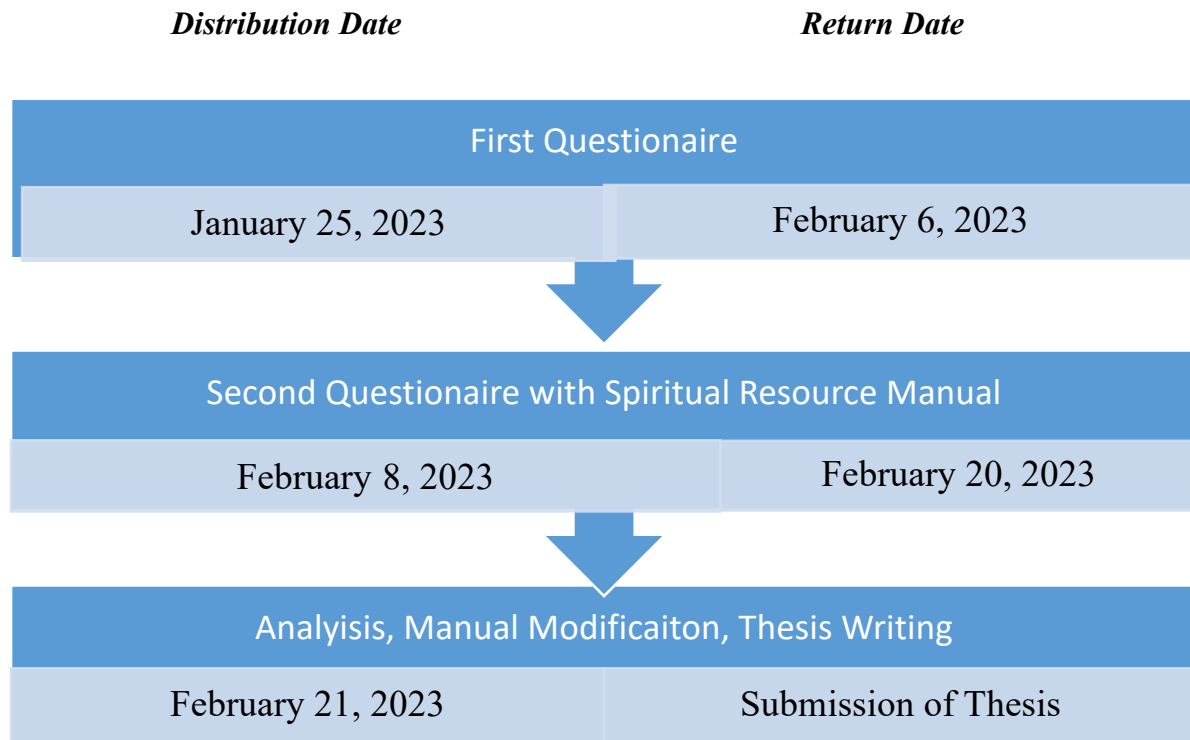 Distribution Date
Return Date
First Questionaire
January 25, 2023
February 6, 2023
Second Questionaire with Spiritual Resource Manual
February 8, 2023
February 20, 2023
Analyisis, Manual Modificaiton, Thesis Writing
February 21, 2023
Submission of Thesis